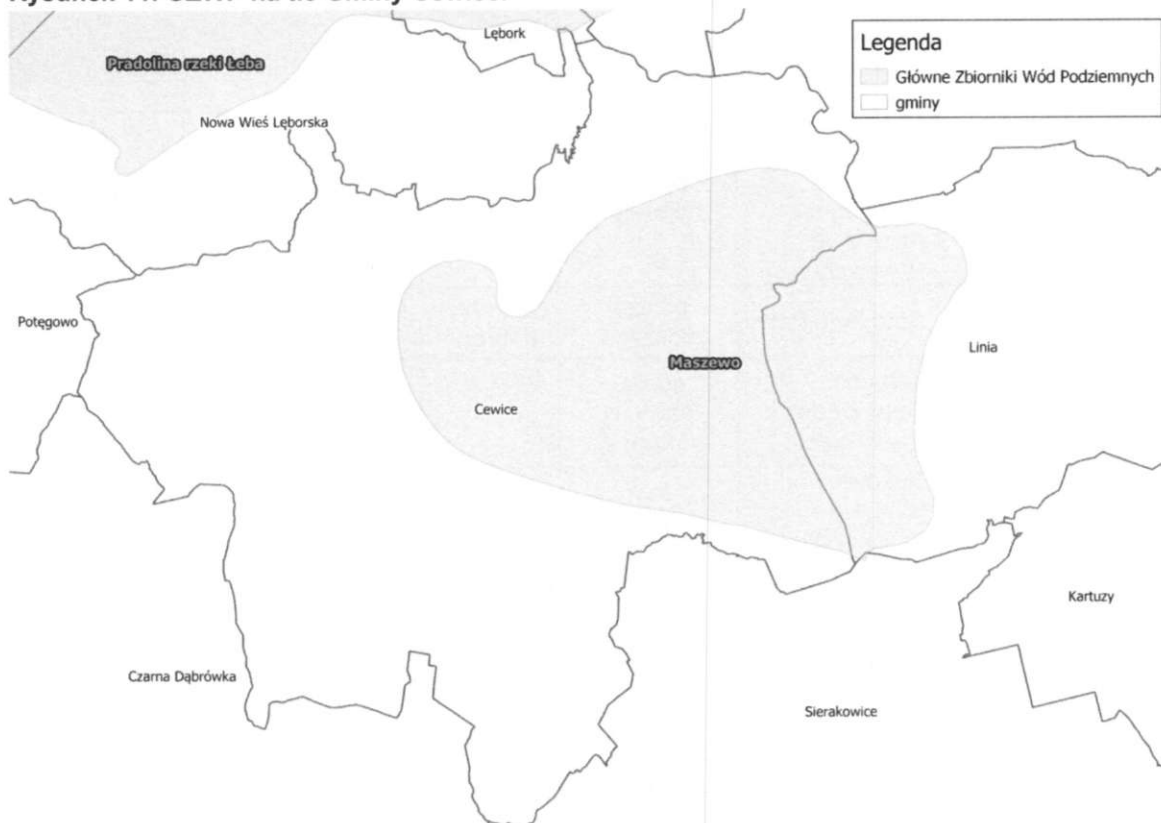 Lębork
Legenda
Pradolina rzeki Łeba
Główne Zbiorniki Wód Podziemnych
gminy
Nowa Wieś Lęborska
Potęgowo
Linia
Maszewo
Cewice
Kartuzy
Czarna Dąbrówka
Sierakowice